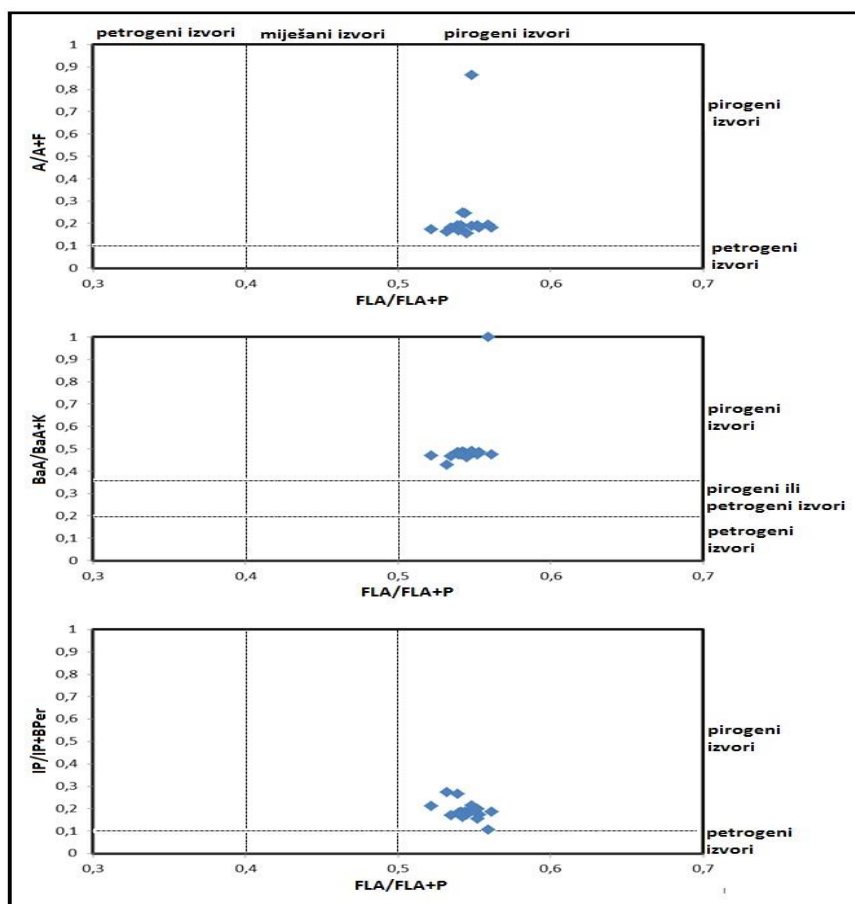 petrogeni izvori miješani izvori pirogeni izvori
1
0,9
0,8
0,7
0,6
0,5
0,4
0,3
0,2
0,1
0
A/A+F
pirogeni
izvori
petrogeni
izvori
0,3 0,4 0,5 0,6 0,7
FLA/FLA+P
1
0,9
0,8
0,7
0,6
0,5
0,4
0,3
0,2
0,1
0
BaA/BaA+K
pirogeni
izvori
pirogeni ili
petrogeni izvori
petrogeni
izvori
0,3 0,4 0,5 0,6 0,7
FLA/FLA+P
1
0,9
0,8
0,7
0,6
0,5
0,4
0,3
0,2
0,1
0
IP/IP+BPer
pirogeni
izvori
petrogeni
izvori
0,3 0,4 0,5 0,6 0,7
FLA/FLA+P